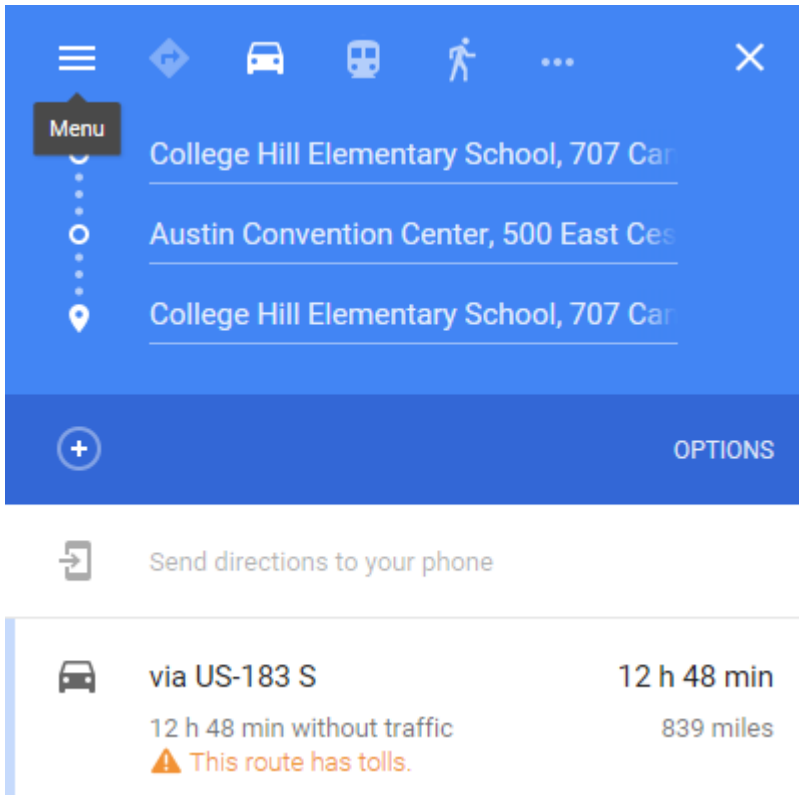 Menu
College Hill Elementary School, 707 Car
Austin Convention Center, 500 East Ces
College Hill Elementary School, 707 Car
OPTIONS
Send directions to your phone
via US-183 S 12 h 48 min
12 h 48 min without traffic 839 miles
This route has tolls.